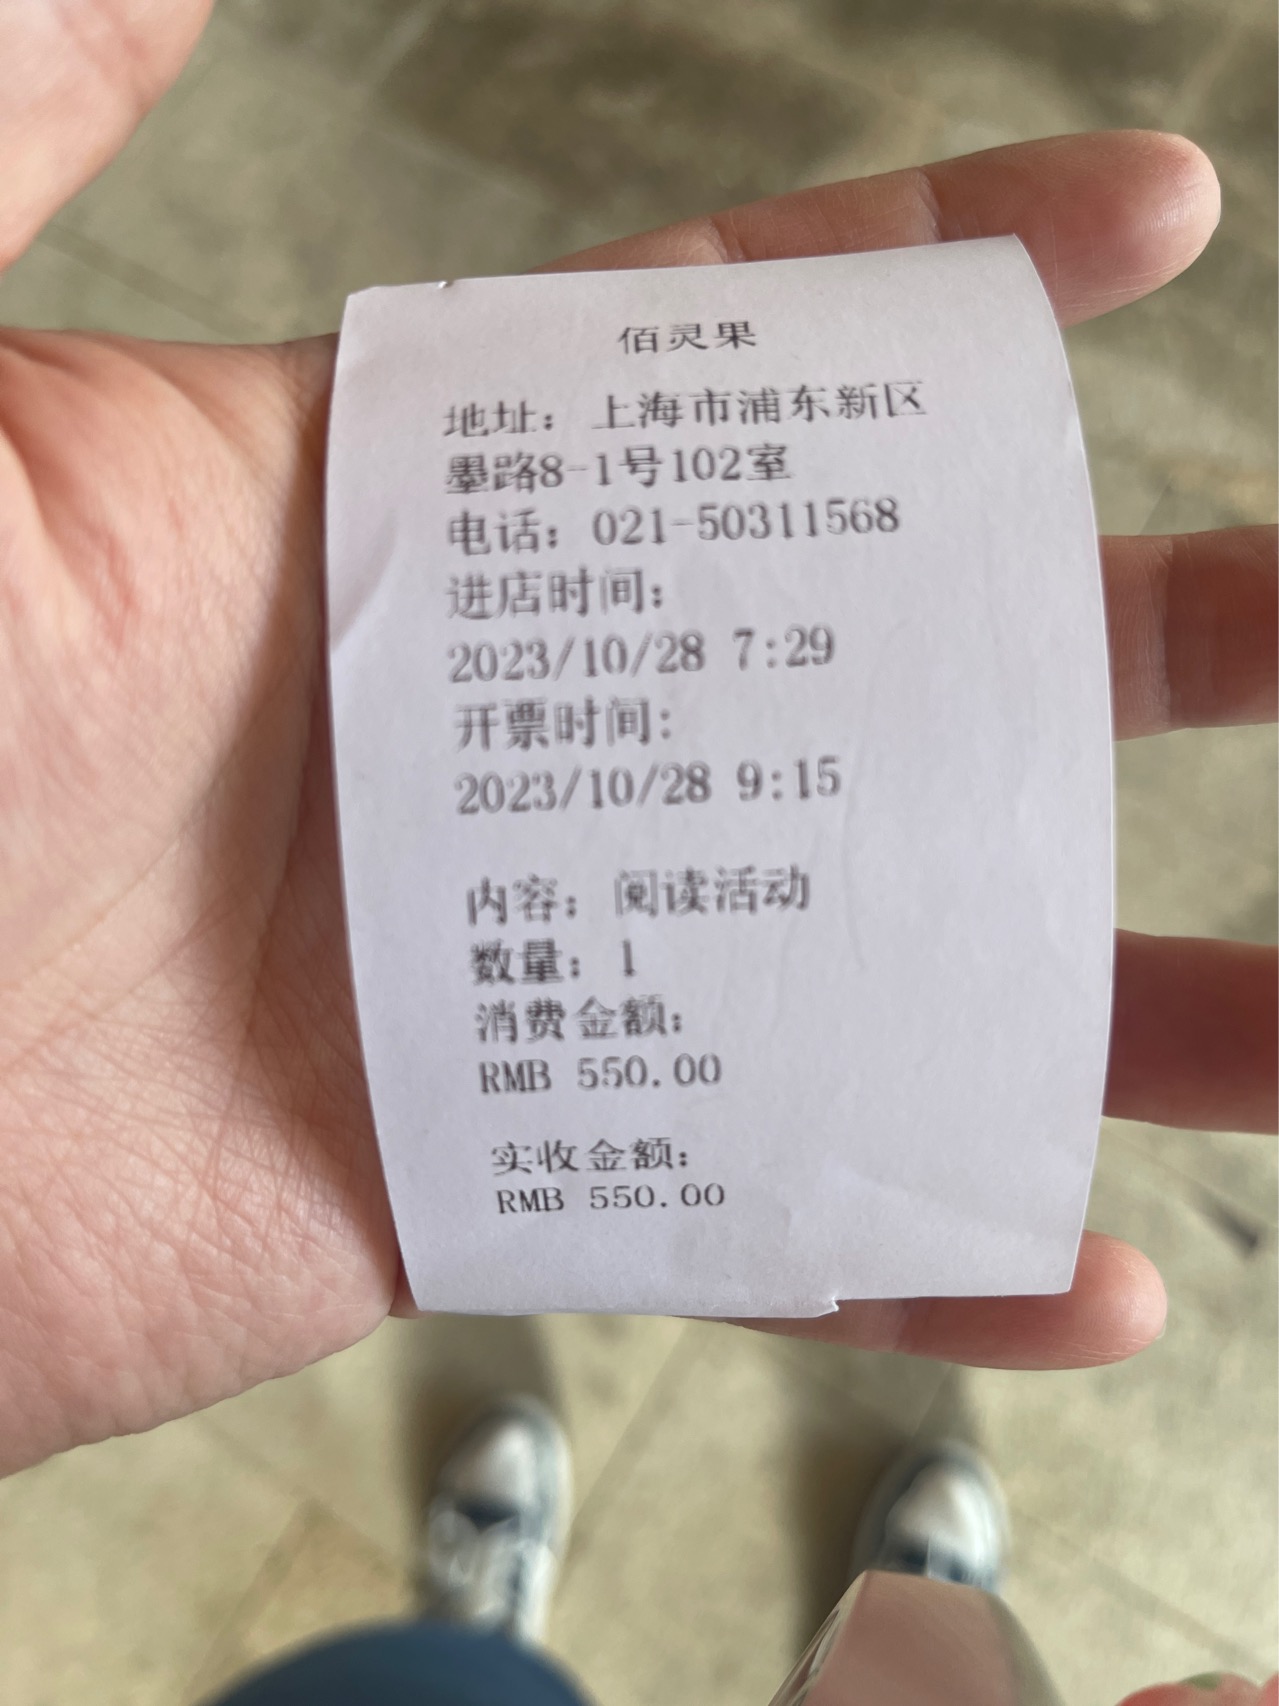 佰灵果
地址：上海市浦东新区
墨路8-1号102室
电话：021-50311568
进店时间：
2023/10/28 7:29
开票时间：
2023/10/28 9:15
内容：阅读活动
数量：1
消费金额：
RMB 550.00
实收金额：
RMB 550.00